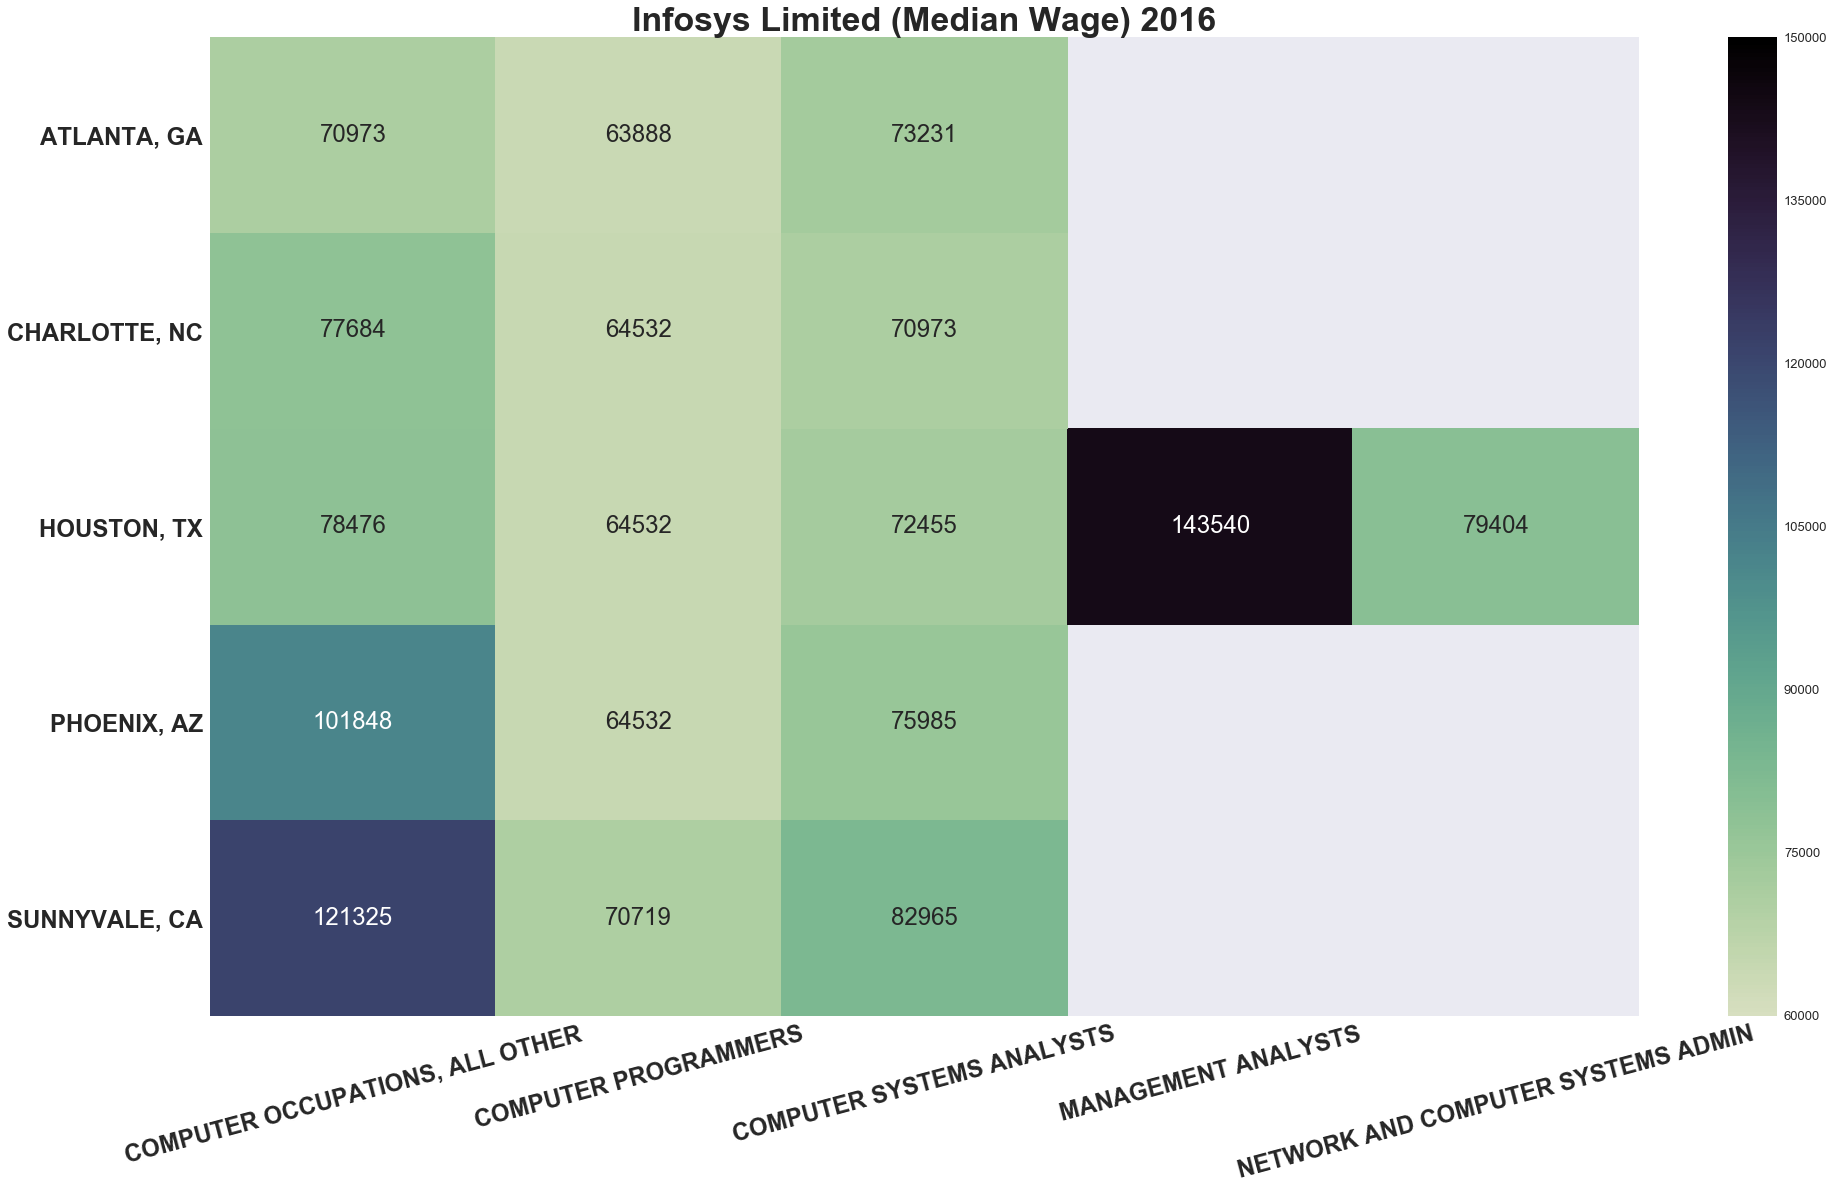 Infosys Limited (Median Wage) 2016
ATLANTA, GA 70973 63888 73231
CHARLOTTE, NC 77684 64532 70973
HOUSTON, TX 78476 64532 72455 143540 79404
PHOENIX, AZ 101848 64532 75985
SUNNYVALE, CA 121325 70719 82965
COMPUTER OCCUPATIONS, ALL OTHER
COMPUTER PROGRAMMERS
COMPUTER SYSTEMS ANALYSTS
MANAGEMENT ANALYSTS
NETWORK AND COMPUTER SYSTEMS ADMIN
150000
135000
120000
105000
90000
75000
60000